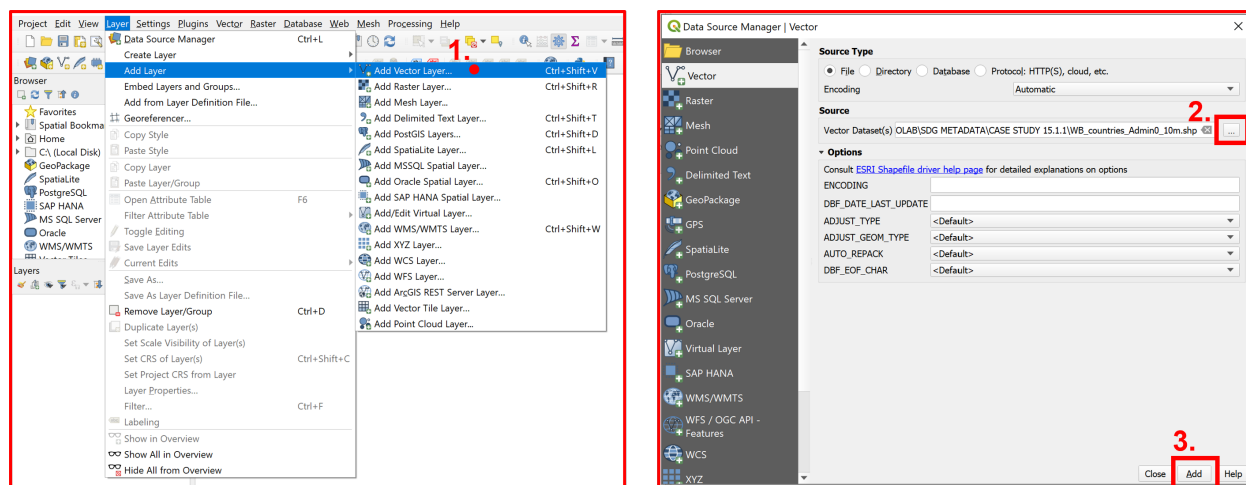 Project Edit View Layer Settings Plugins Vector Raster Database Web Mesh Processing Help
Data Source Manager Ctrl+L
Create Layer
Add Layer
Embed Layers and Groups...
Add from Layer Definition File...
Georeferencer...
Copy Style
Paste Style
Copy Layer
Paste Layer/Group
Open Attribute Table F6
Filter Attribute Table
Toggle Editing
Save Layer Edits
Current Edits
Save As...
Save As Layer Definition File...
Remove Layer/Group Ctrl+D
Duplicate Layer(s)
Set Scale Visibility of Layer(s)
Set CRS of Layer(s) Ctrl+Shift+C
Set Project CRS from Layer
Layer Properties...
Filter... Ctrl+F
Labeling
Show in Overview
Show All in Overview
Hide All from Overview
1.
Add Vector Layer... Ctrl+Shift+V
Add Raster Layer... Ctrl+Shift+R
Add Mesh Layer...
Add Delimited Text Layer... Ctrl+Shift+T
Add PostGIS Layers... Ctrl+Shift+D
Add SpatiaLite Layer... Ctrl+Shift+L
Add MSSQL Spatial Layer...
Add Oracle Spatial Layer... Ctrl+Shift+O
Add SAP HANA Spatial Layer...
Add/Edit Virtual Layer...
Add WMS/WMTS Layer... Ctrl+Shift+W
Add XYZ Layer...
Add WCS Layer...
Add WFS Layer...
Add ArcGIS REST Server Layer...
Add Vector Tile Layer...
Add Point Cloud Layer...
Browser
Favorites
Spatial Bookma
Home
C:\ (Local Disk)
GeoPackage
SpatiaLite
PostgreSQL
SAP HANA
MS SQL Server
Oracle
WMS/WMTS
Vector Tiles
Layers
Data Source Manager | Vector
Browser
Vector
Raster
Mesh
Point Cloud
Delimited Text
GeoPackage
GPS
SpatiaLite
PostgreSQL
MS SQL Server
Oracle
Virtual Layer
SAP HANA
WMS/WMTS
WFS / OGC API -
Features
WCS
XYZ
Source Type
File Directory Database Protocol: HTTP(S), cloud, etc.
Encoding Automatic
Source
2.
Vector Dataset(s) OLAB\SDG METADATA\CASE STUDY 15.1.1\WB_countries_Admin0_10m.shp ...
Options
Consult ESRI Shapefile driver help page for detailed explanations on options
ENCODING
DBF_DATE_LAST_UPDATE
ADJUST_TYPE <Default>
ADJUST_GEOM_TYPE <Default>
AUTO_REPACK <Default>
DBF_EOF_CHAR <Default>
3.
Close Add Help